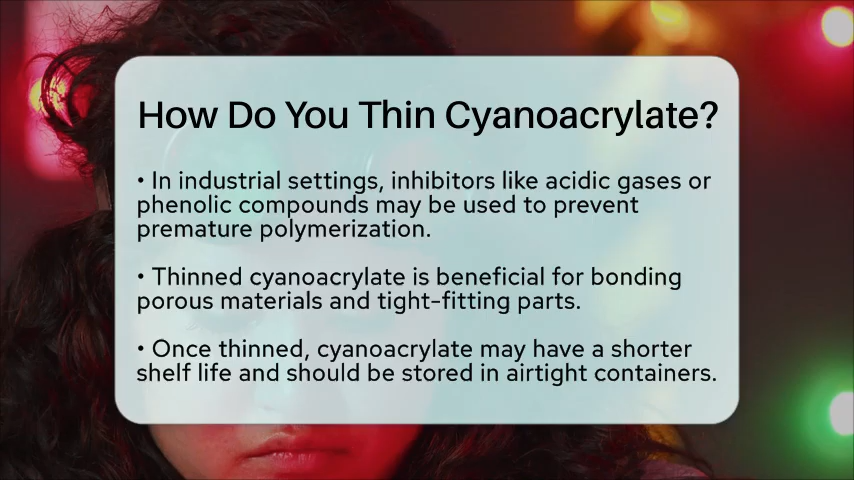 How Do You Thin Cyanoacrylate?
• In industrial settings, inhibitors like acidic gases or
phenolic compounds may be used to prevent
premature polymerization.
• Thinned cyanoacrylate is beneficial for bonding
porous materials and tight-fitting parts.
• Once thinned, cyanoacrylate may have a shorter
shelf life and should be stored in airtight containers.